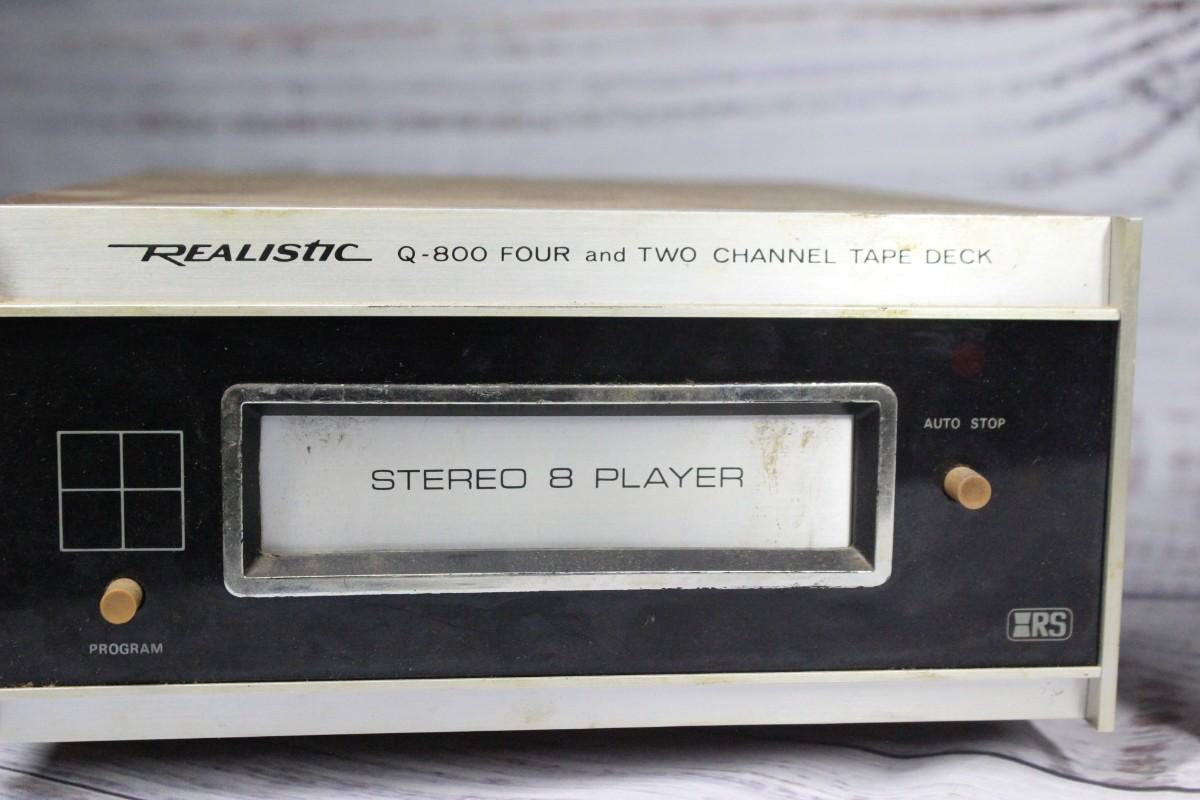 REALISTIC Q-800 FOUR and TWO CHANNEL TAPE DECK
AUTO STOP
STEREO 8 PLAYER
RS
PROGRAM